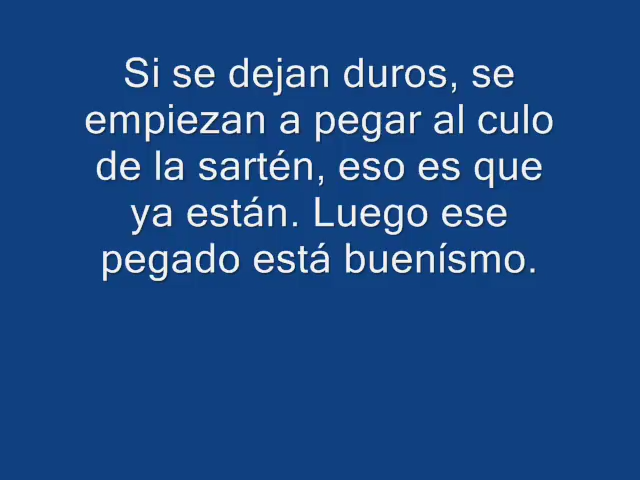 Si se dejan duros, se
empiezan a pegar al culo
de la sartén, eso es que
ya están. Luego ese
pegado está buenísmo.